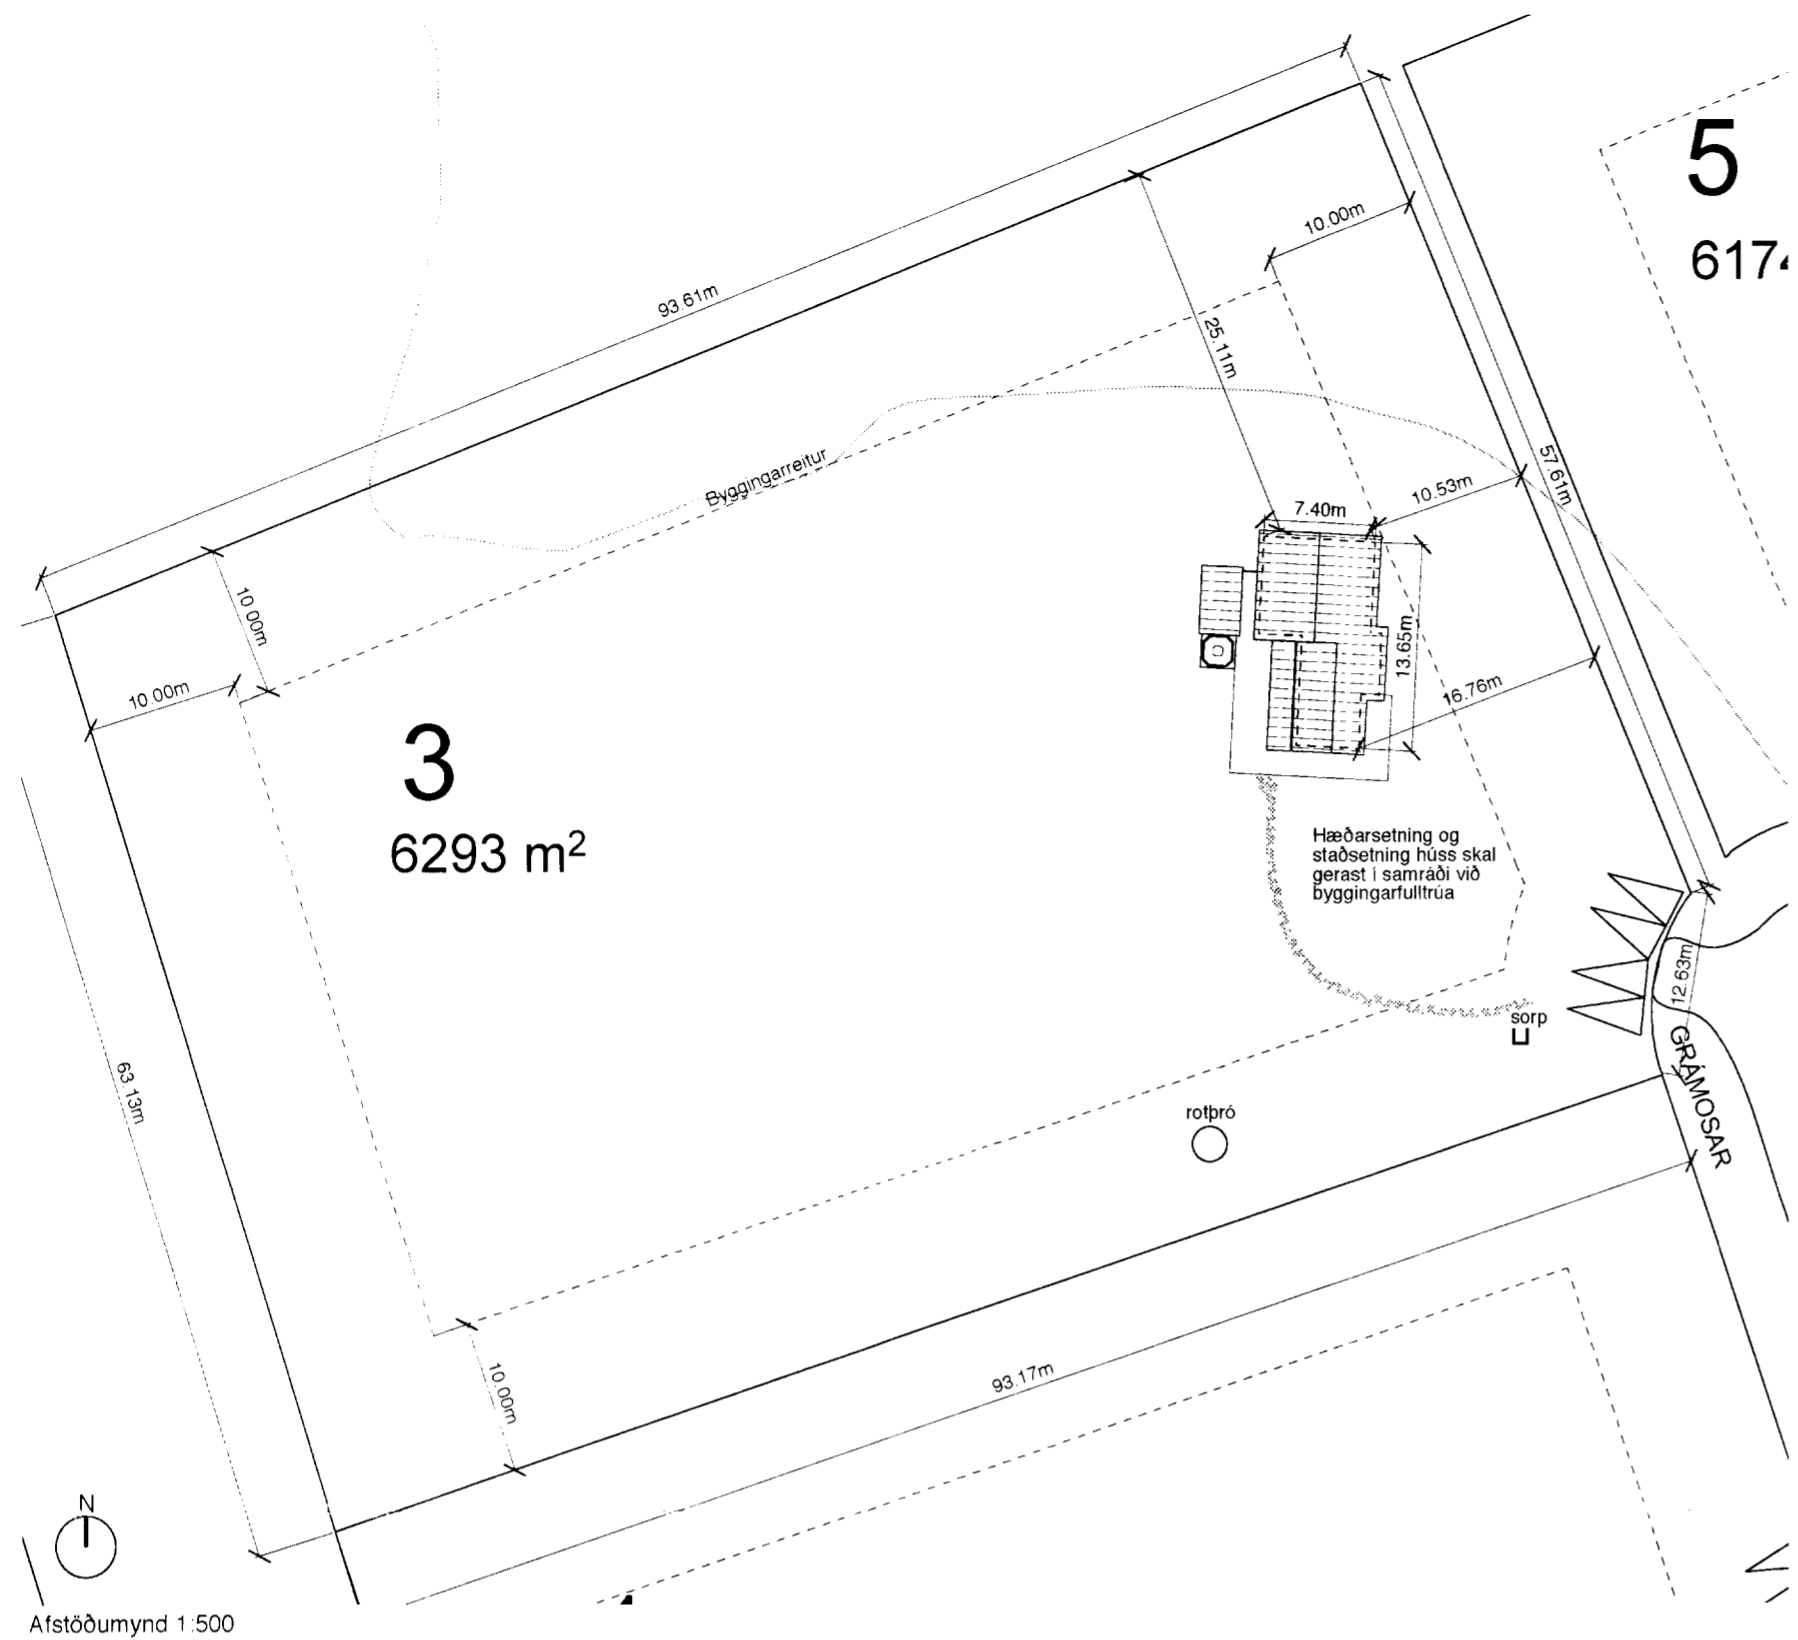 5
6174
10.00m
93.61m
25.11m
57.61m
Byggingarreitur
10.53m
7.40m
10.00m
13.65m
10.00m
16.76m
3
6293 m²
Hæðarsetning og
staðsetning húss skal
gerast í samráði við
byggingarfulltrúa
12.63m
sorp
GRÁMOSAR
63.13m
rotþró
93.17m
10.00m
N
Afstöðumynd 1:500